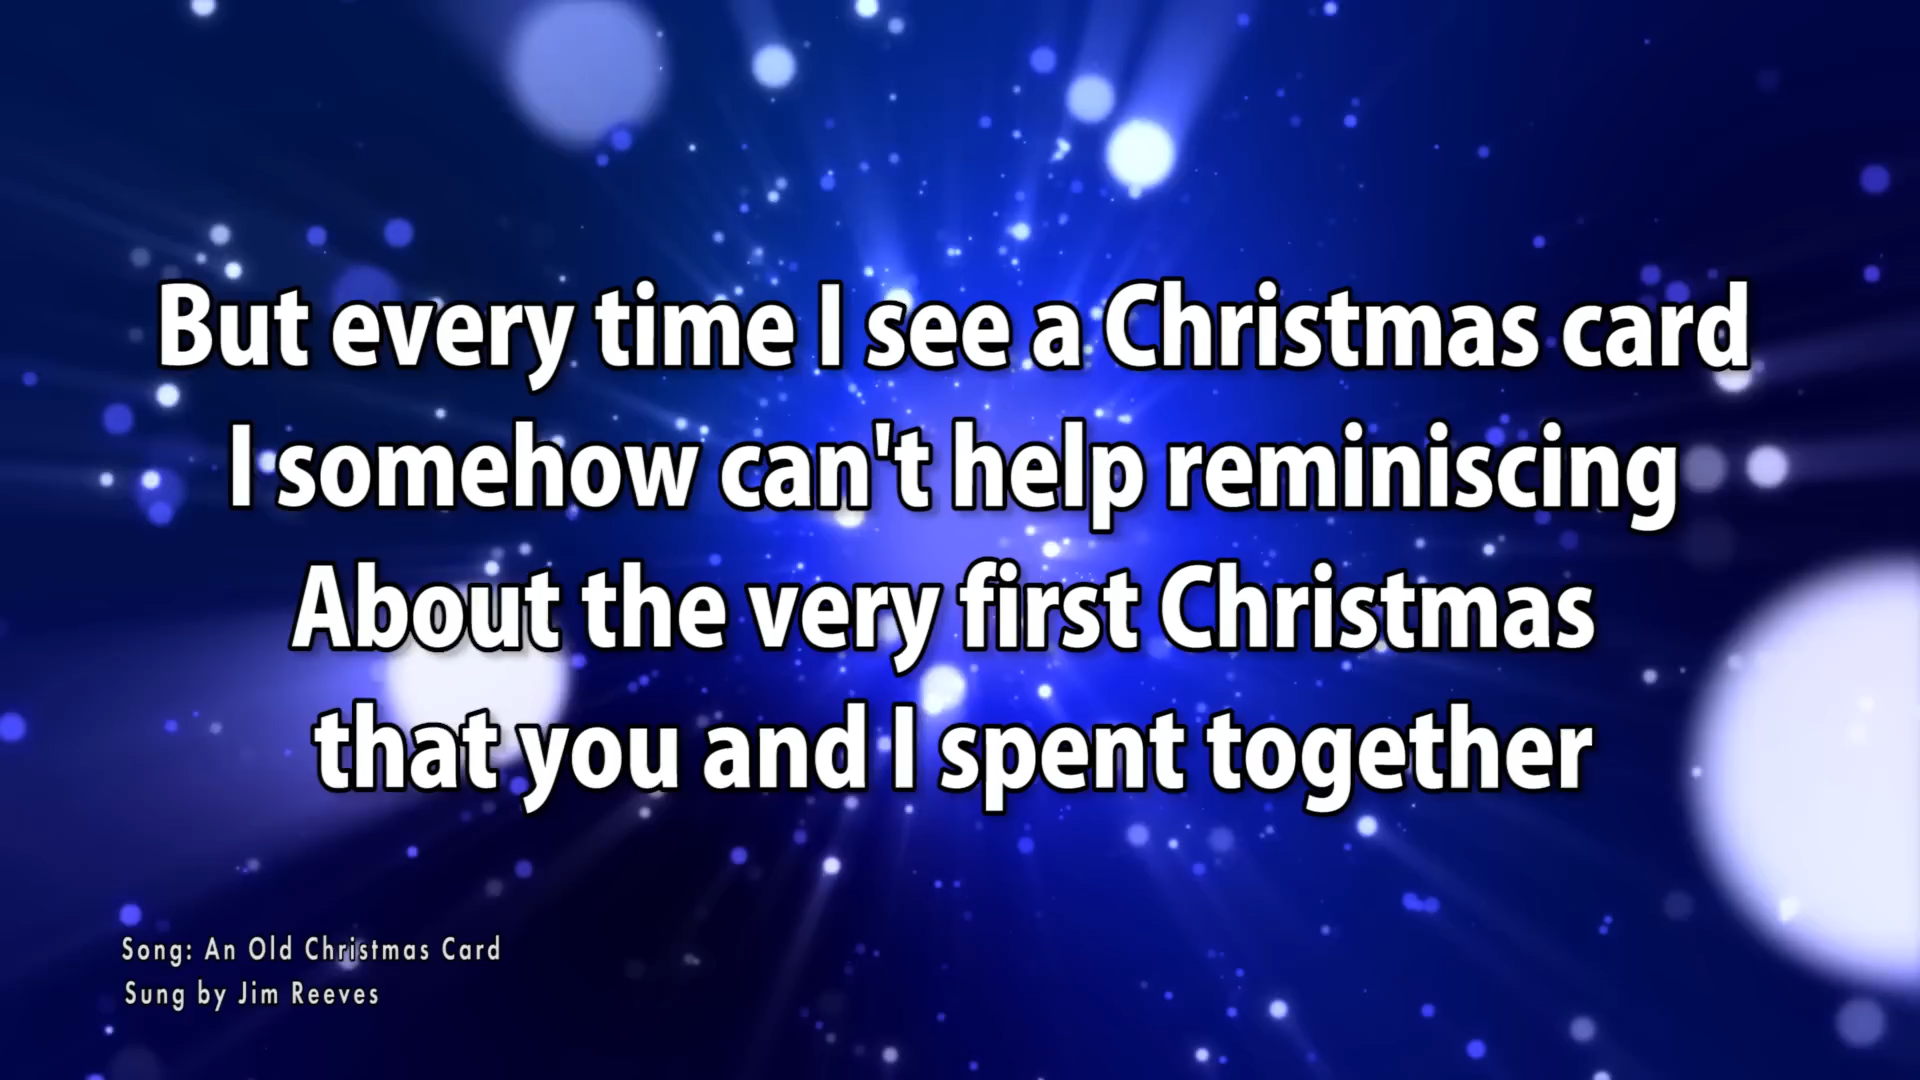 But every time I see a Christmas card
I somehow can't help reminiscing
About the very first Christmas
that you and I spent together
Song: An Old Christmas Card
Sung by Jim Reeves